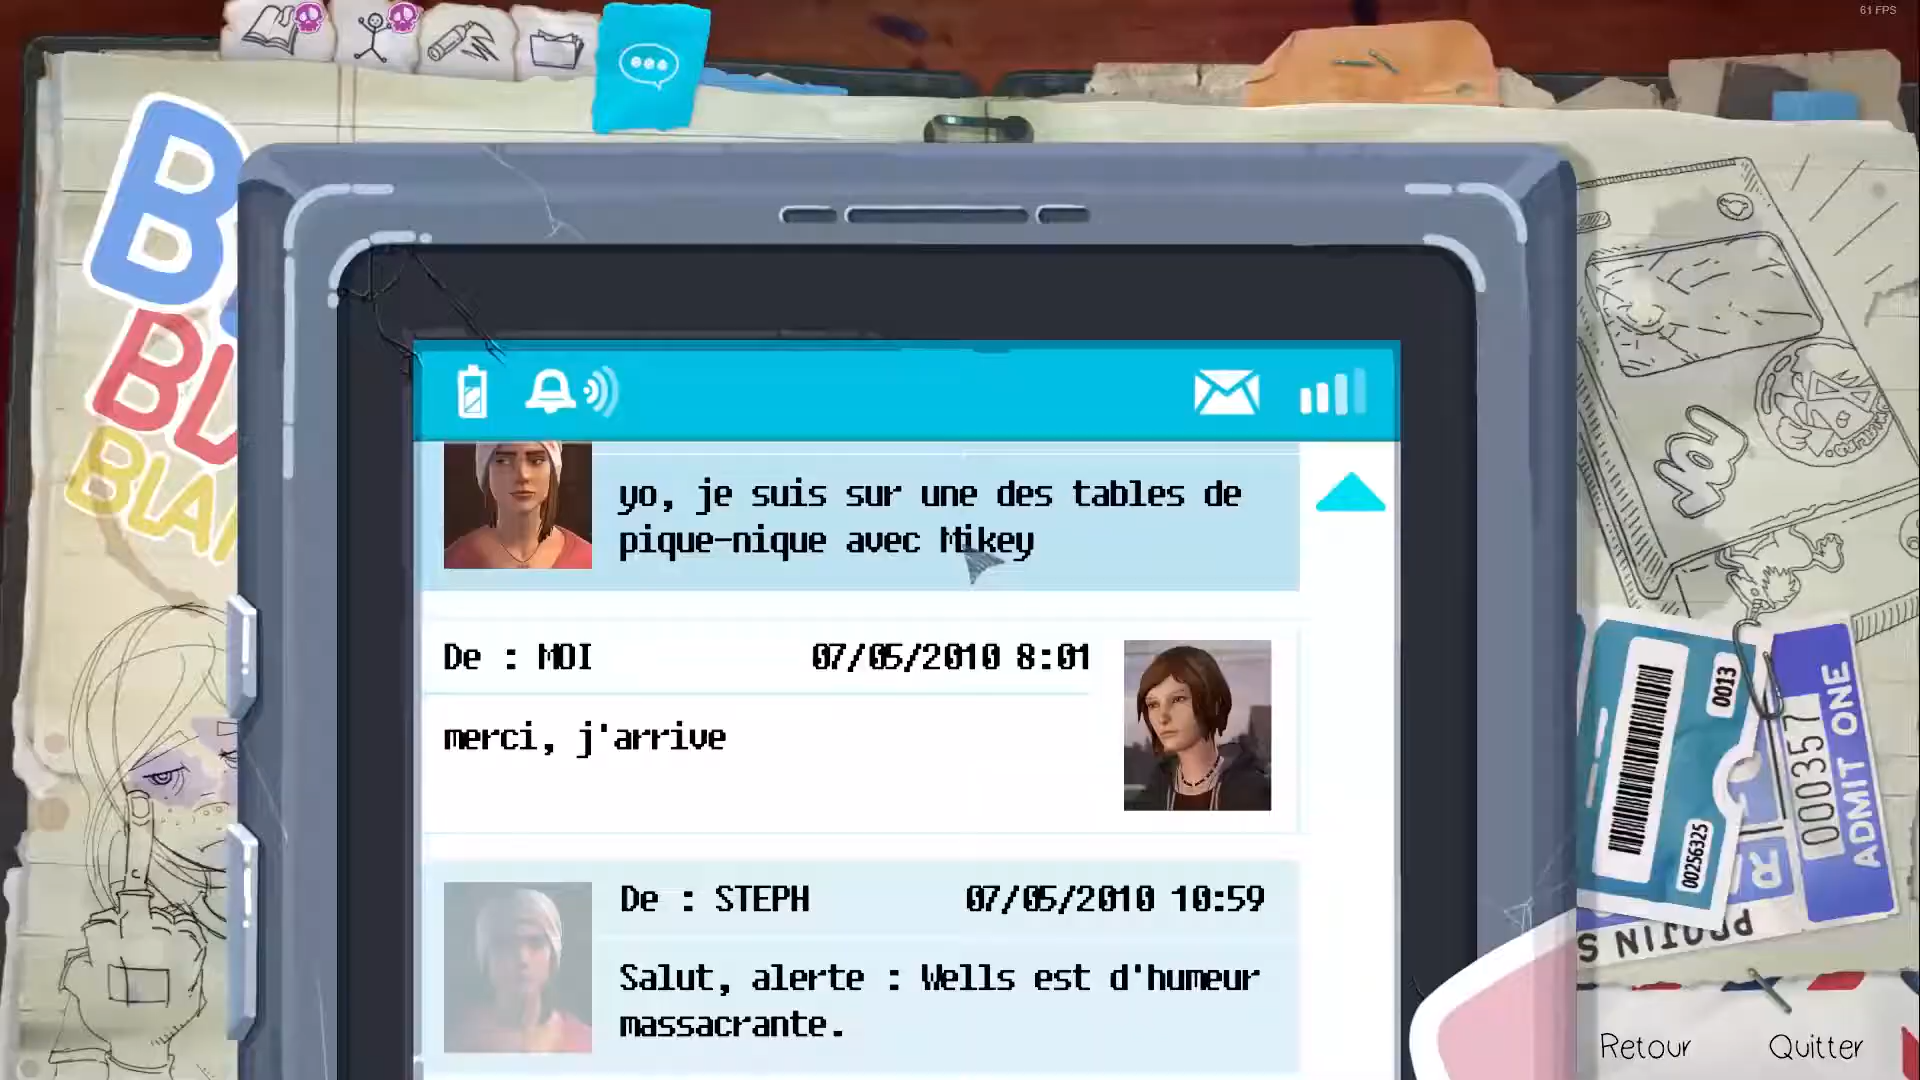 61 FPS
yo, je suis sur une des tables de
pique-nique avec Mikey
De : MOI 07/05/2010 8:01
merci, j'arrive
De : STEPH 07/05/2010 10:59
Salut, alerte : Wells est d'humeur
massacrante.
0013
00256325
000357
ADMIT ONE
Retour
Quitter